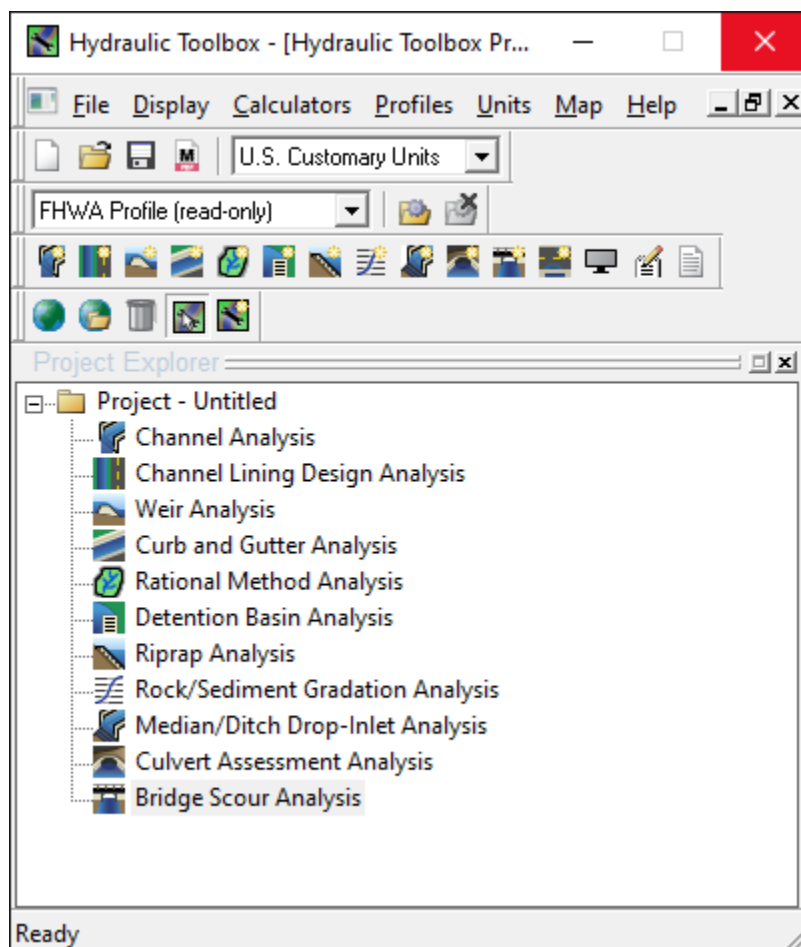 Hydraulic Toolbox - [Hydraulic Toolbox Pr...
File Display Calculators Profiles Units Map Help
M
U.S. Customary Units
FHWA Profile (read-only)
Project Explorer
Project - Untitled
Channel Analysis
Channel Lining Design Analysis
Weir Analysis
Curb and Gutter Analysis
Rational Method Analysis
Detention Basin Analysis
Riprap Analysis
Rock/Sediment Gradation Analysis
Median/Ditch Drop-Inlet Analysis
Culvert Assessment Analysis
Bridge Scour Analysis
Ready